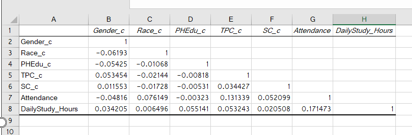 A B C D E F G H
1 Gender_c Race_c PHEdu_c TPC_c SC_c Attendance DailyStudy_Hours
2 Gender_c 1
3 Race_c -0.06193 1
4 PHEdu_c -0.05425 -0.01068 1
5 TPC_c 0.053454 -0.02144 -0.00818 1
6 SC_c 0.011553 -0.01728 -0.00531 0.034427 1
7 Attendance -0.04816 0.076149 -0.00323 0.131339 0.052099 1
8 DailyStudy_Hours 0.034205 0.006496 0.055141 0.053243 0.020508 0.171473 1
9
10